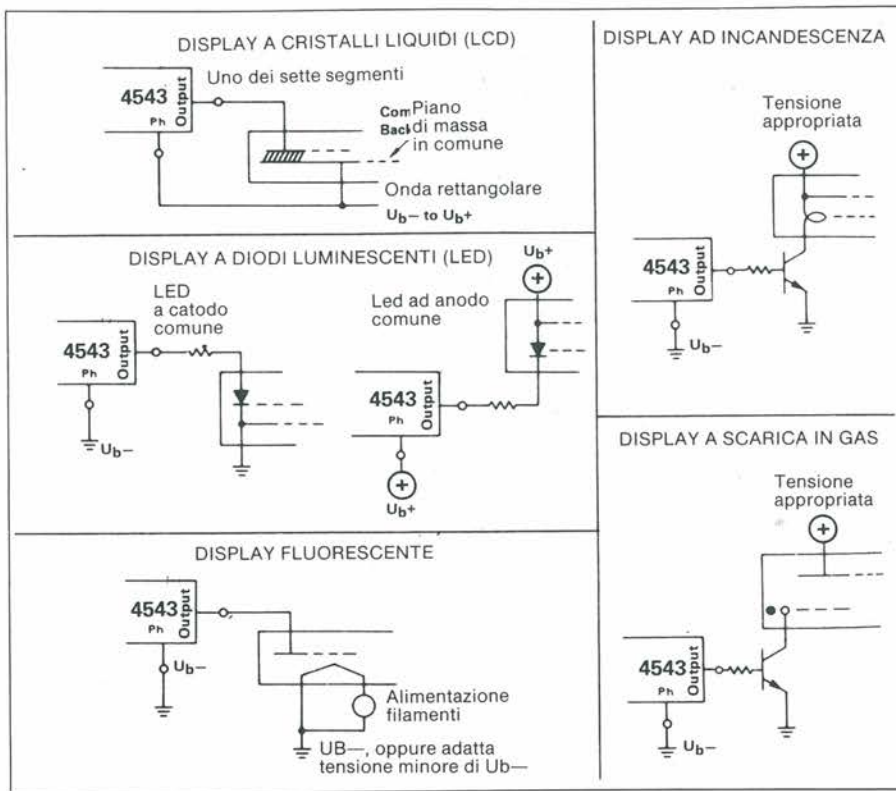 DISPLAY A CRISTALLI LIQUIDI (LCD)
Uno dei sette segmenti
4543
Output
Ph
Com Piano
Back di massa
in comune
Onda rettangolare
Ub— to Ub+
DISPLAY A DIODI LUMINESCENTI (LED)
LED
a catodo
comune
4543
Output
Ph
Ub—
Ub+
+
Led ad anodo
comune
4543
Output
Ph
+
Ub+
DISPLAY FLUORESCENTE
4543
Output
Ph
Ub—
Alimentazione
filamenti
UB—, oppure adatta
tensione minore di Ub—
DISPLAY AD INCANDESCENZA
Tensione
appropriata
+
4543
Output
Ph
Ub—
DISPLAY A SCARICA IN GAS
Tensione
appropriata
+
4543
Output
Ph
Ub—